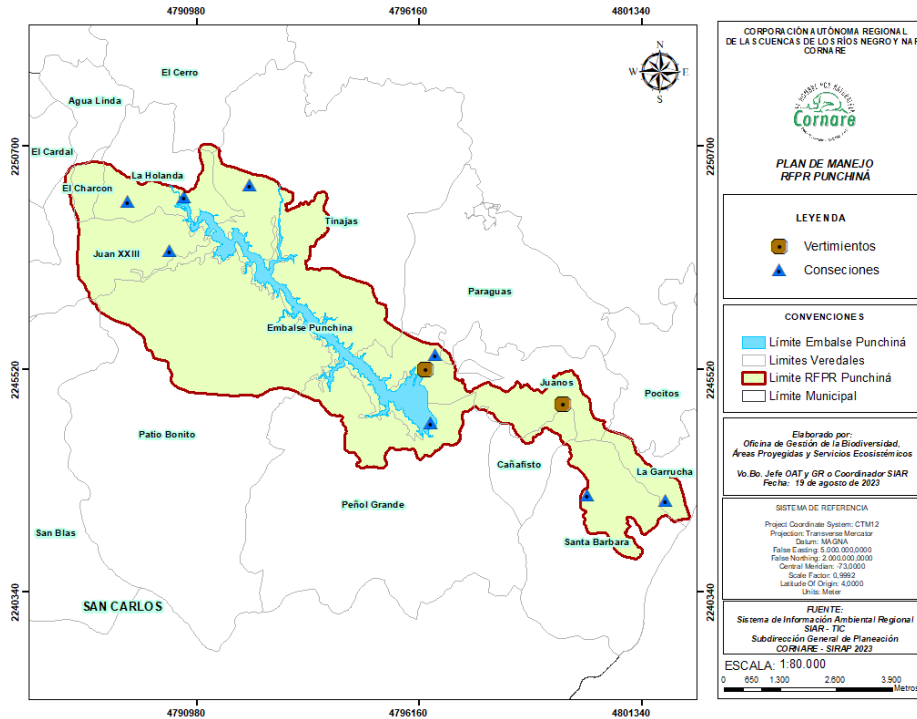 4790980
4796160
4801340
El Cerro
N
W
E
S
Agua Linda
2250700
2250700
El Cardal
La Holanda
El Charcon
Tinajas
Juan XXIII
Paraguas
Embalse Punchina
2245520
2245520
Juanos
Pocitos
Patio Bonito
Cañafisto
La Garrucha
Peñol Grande
San Blas
Santa Barbara
2240340
2240340
SAN CARLOS
4790980
4796160
4801340
CORPORACIÓN AUTÓNOMA REGIONAL
DE LAS CUENCAS DE LOS RÍOS NEGRO Y NAR
CORNARE
Cornare
PLAN DE MANEJO
RFPR PUNCHINÁ
LEYENDA
Vertimientos
Conseciones
CONVENCIONES
Límite Embalse Punchiná
Limites Veredales
Limite RFPR Punchiná
Límite Municipal
Elaborado por:
Oficina de Gestión de la Biodiversidad,
Áreas Proyegidas y Servicios Ecosistémicos
Vo.Bo. Jefe OAT y GR o Coordinador SIAR
Fecha: 19 de agosto de 2023
SISTEMA DE REFERENCIA
Project Coordinate System: CTM12
Projection: Transverse Mercator
Datum: MAGNA
False Easting: 5.000.000,0000
False Northing: 2.000.000,0000
Central Meridian: -73,0000
Scale Factor: 0,9992
Latitude Of Origin: 4,0000
Units: Meter
FUENTE:
Sistema de Información Ambiental Regional
SIAR - TIC
Subdirección General de Planeación
CORNARE - SIRAP 2023
ESCALA: 1:80.000
0 650 1.300 2.600 3.900
Metros